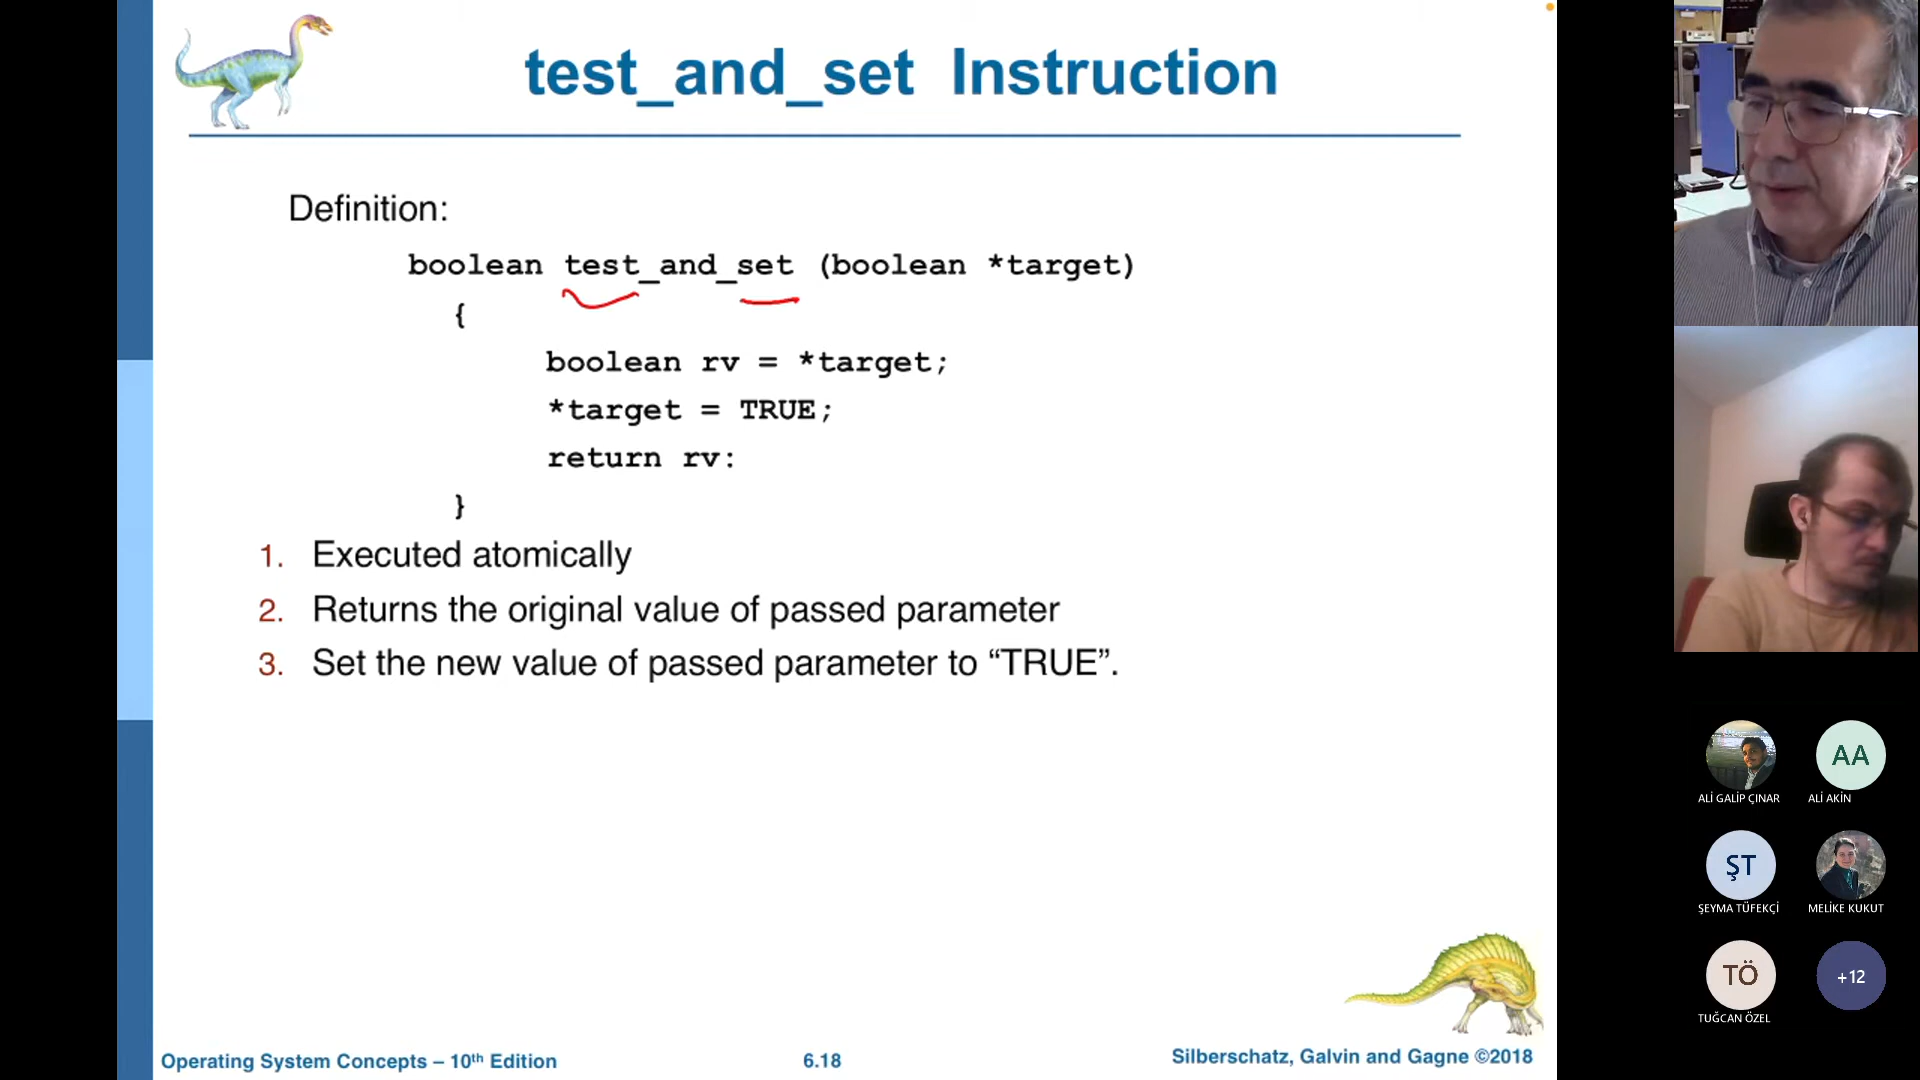 test_and_set Instruction
Definition:
boolean test_and_set (boolean *target)
{
boolean rv = *target;
*target = TRUE;
return rv:
}
1. Executed atomically
2. Returns the original value of passed parameter
3. Set the new value of passed parameter to “TRUE”.
Operating System Concepts – 10th Edition
6.18
Silberschatz, Galvin and Gagne ©2018
AA
ALİ GALİP ÇINAR
ALİ AKİN
ŞT
ŞEYMA TÜFEKÇİ
MELİKE KUKUT
TÖ
+12
TUĞCAN ÖZEL